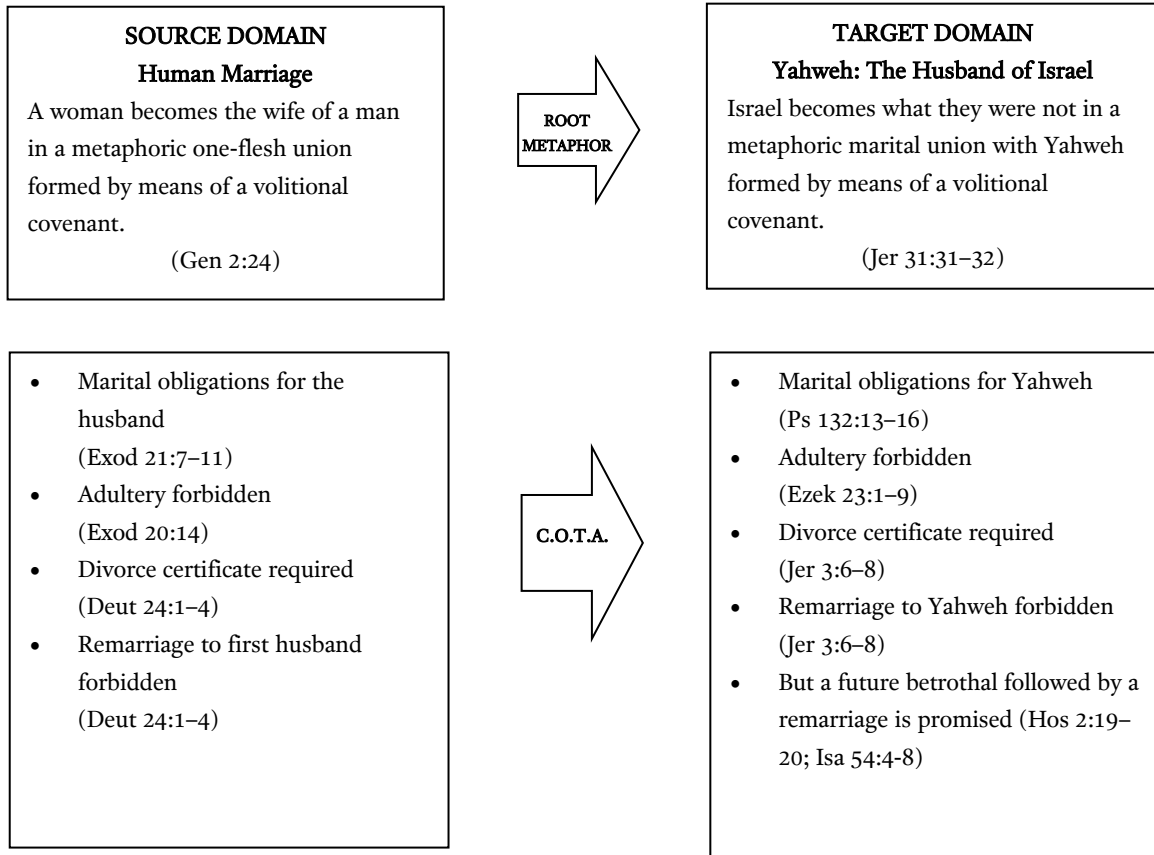 SOURCE DOMAIN
Human Marriage
A woman becomes the wife of a man
in a metaphoric one-flesh union
formed by means of a volitional
covenant.
(Gen 2:24)
ROOT
METAPHOR
TARGET DOMAIN
Yahweh: The Husband of Israel
Israel becomes what they were not in a
metaphoric marital union with Yahweh
formed by means of a volitional
covenant.
(Jer 31:31–32)
• Marital obligations for the
husband
(Exod 21:7–11)
• Adultery forbidden
(Exod 20:14)
• Divorce certificate required
(Deut 24:1–4)
• Remarriage to first husband
forbidden
(Deut 24:1–4)
C.O.T.A.
• Marital obligations for Yahweh
(Ps 132:13–16)
• Adultery forbidden
(Ezek 23:1–9)
• Divorce certificate required
(Jer 3:6–8)
• Remarriage to Yahweh forbidden
(Jer 3:6–8)
• But a future betrothal followed by a
remarriage is promised (Hos 2:19–
20; Isa 54:4-8)